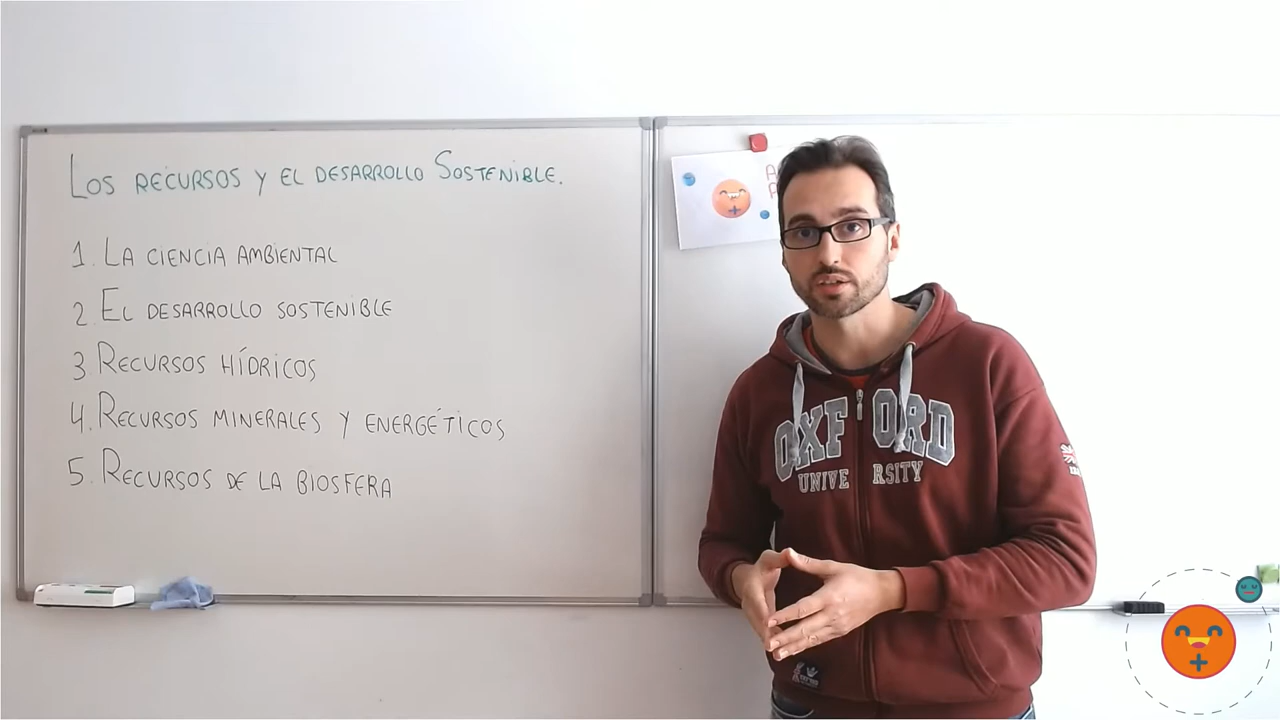 Los recursos y el desarrollo Sostenible.
1. La ciencia ambiental
2. El desarrollo sostenible
3 Recursos hídricos
4. Recursos minerales y energéticos
5. Recursos de la biosfera
OXFORD
UNIVERSITY